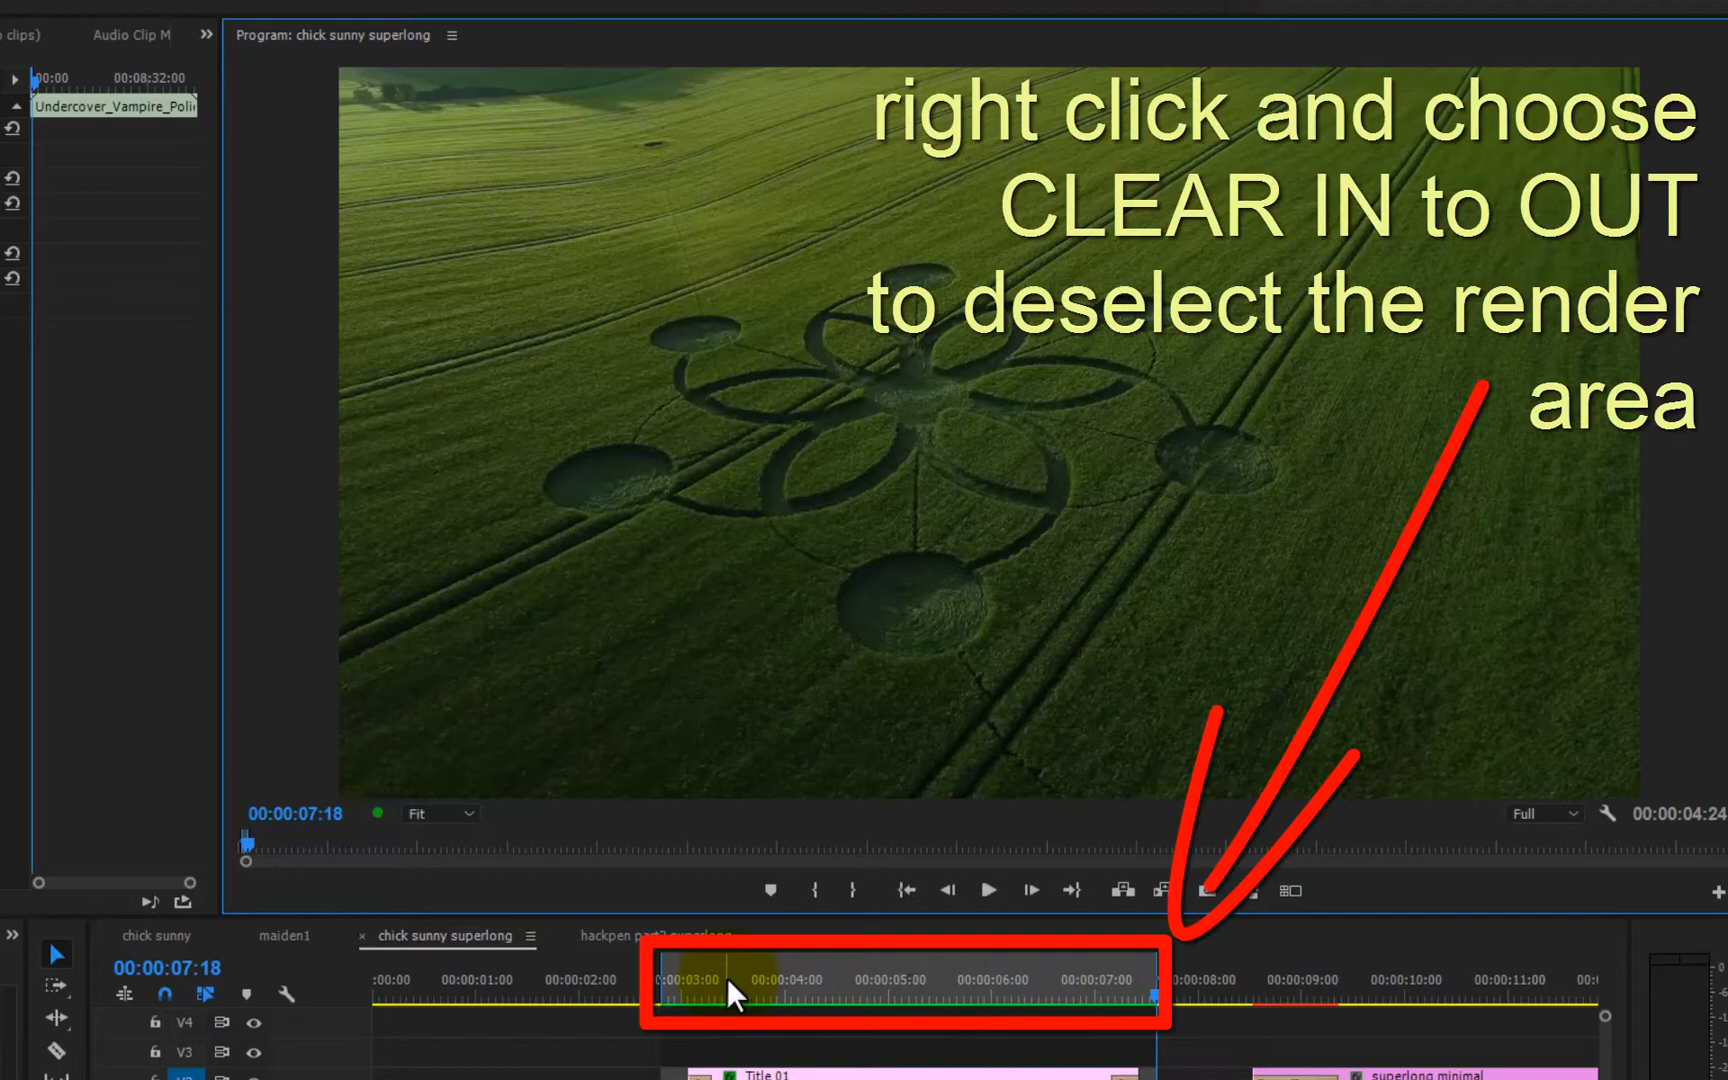 o clips)
Audio Clip M
Program: chick sunny superlong
:00:00
00:08:32:00
Undercover_Vampire_Poli
right click and choose
CLEAR IN to OUT
to deselect the render
area
00:00:07:18
Fit
Full
00:00:04:24
chick sunny
maiden1
× chick sunny superlong
hackpen part2 superlong
00:00:07:18
:00:00
00:00:01:00
00:00:02:00
0:00:03:00
00:00:04:00
00:00:05:00
00:00:06:00
00:00:07:00
0:00:08:00
00:00:09:00
00:00:10:00
00:0
0
V4
V3
Title 01
superlong minimal